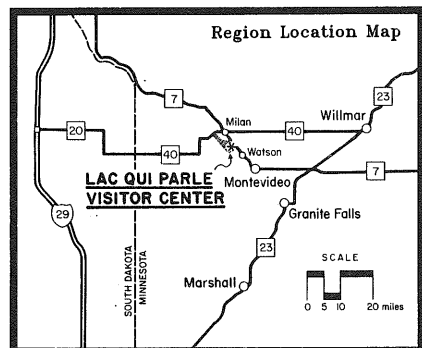 Region Location Map
23
7
Milan
Willmar
20
40
40
Watson
7
LAC QUI PARLE
VISITOR CENTER
Montevideo
Granite Falls
29
23
SOUTH DAKOTA
MINNESOTA
Marshall
SCALE
0 5 10 20 miles